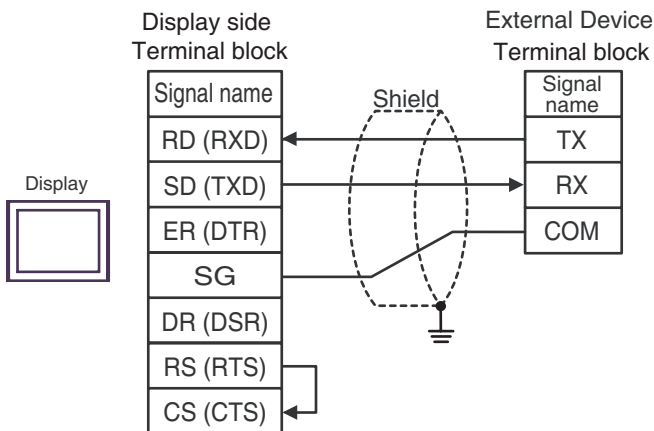 Display side
Terminal block
External Device
Terminal block
Signal name
RD (RXD)
SD (TXD)
ER (DTR)
SG
DR (DSR)
RS (RTS)
CS (CTS)
Shield
Signal
name
TX
RX
COM
Display